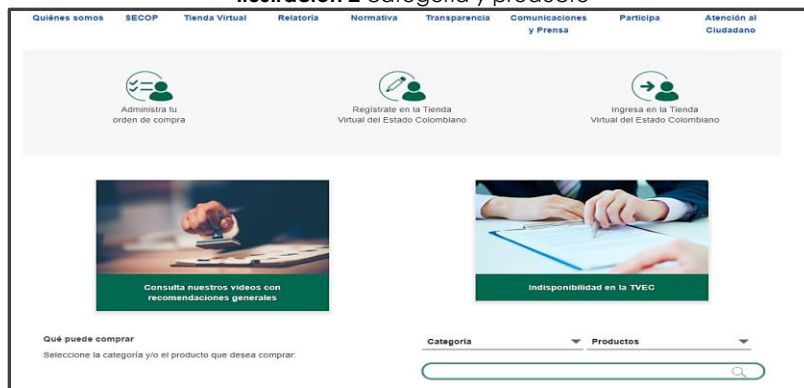 Ilustración 2 Categoría y producto
Quiénes somos SECOP Tienda Virtual Relatoría Normativa Transparencia Comunicaciones y Prensa Participa Atención al Ciudadano
Administra tu
orden de compra
Regístrate en la Tienda
Virtual del Estado Colombiano
Ingresa en la Tienda
Virtual del Estado Colombiano
Consulta nuestros videos con
recomendaciones generales
Indisponibilidad en la TVEC
Qué puede comprar
Seleccione la categoría y/o el producto que desea comprar:
Categoría Productos